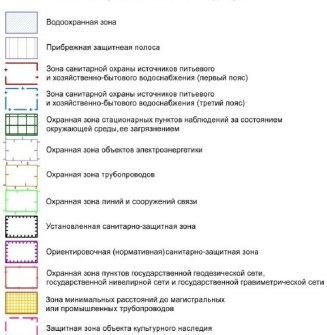 Водоохранная зона
Прибрежная защитная полоса
Зона санитарной охраны источников питьевого
и хозяйственно-бытового водоснабжения (первый пояс)
Зона санитарной охраны источников питьевого
и хозяйственно-бытового водоснабжения (третий пояс)
Охранная зона стационарных пунктов наблюдений за состоянием
окружающей среды,ее загрязнением
Охранная зона объектов электроэнергетики
Охранная зона трубопроводов
Охранная зона линий и сооружений связи
Установленная санитарно-защитная зона
Ориентировочная (нормативная)санитарно-защитная зона
Охранная зона пунктов государственной геодезической сети,
государственной нивелирной сети и государственной гравиметрической сети
Зона минимальных расстояний до магистральных
или промышленных трубопроводов
Защитная зона объекта культурного наследия